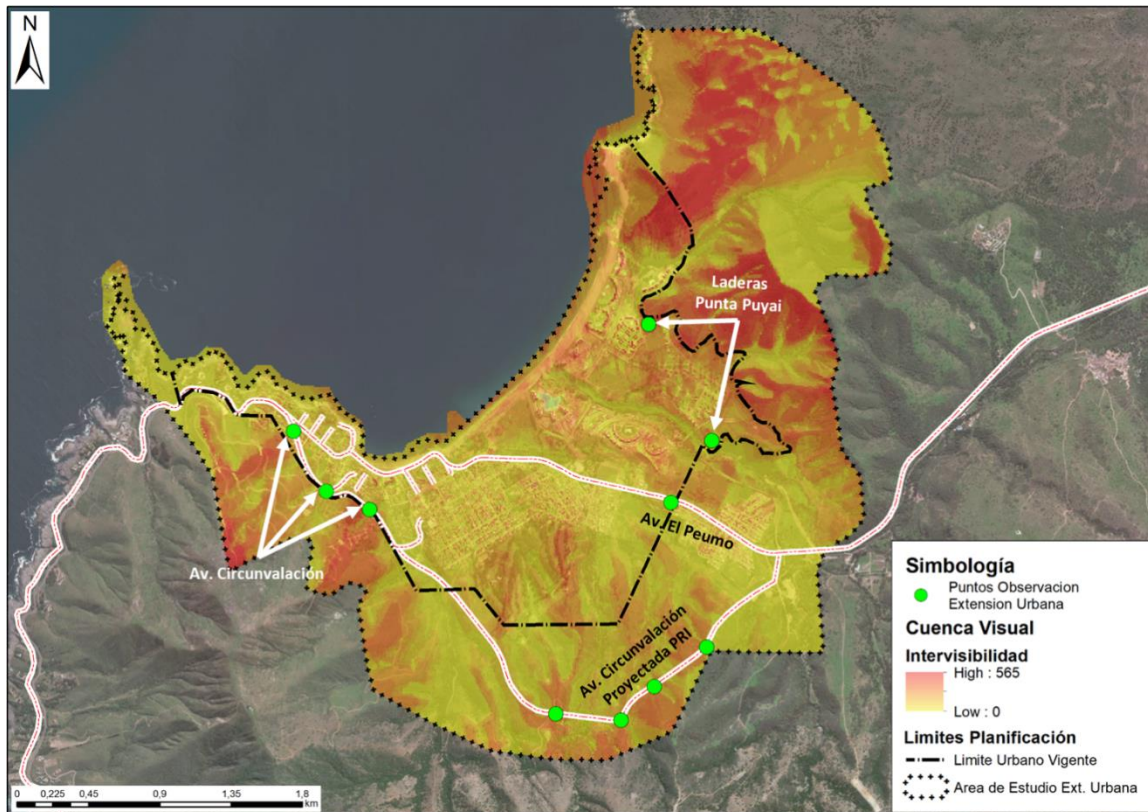 N
Laderas
Punta Puyai
Av. Circunvalación
Av. El Peumo
Av. Circunvalación
Proyectada PRI
Simbología
Puntos Observacion
Extension Urbana
Cuenca Visual
Intervisibilidad
High : 565
Low : 0
Limites Planificación
Limite Urbano Vigente
Area de Estudio Ext. Urbana
0 0,225 0,45 0,9 1,35 1,8
km